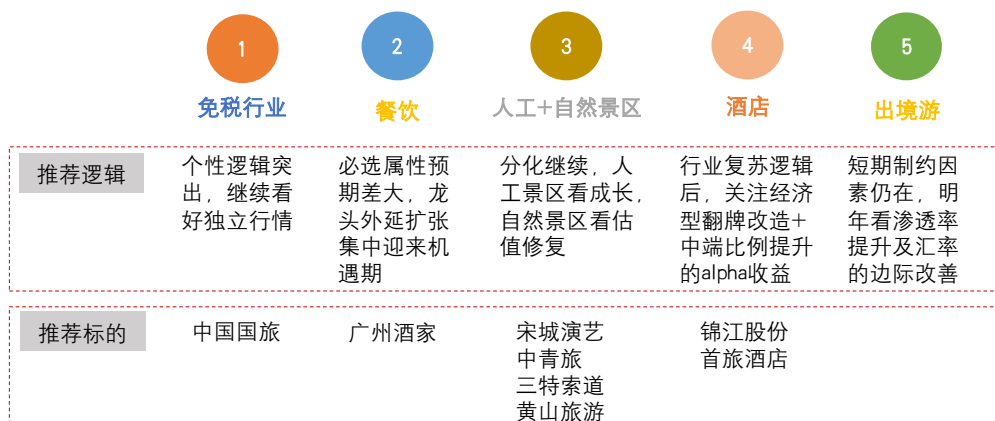 1
2
3
4
5
免税行业
餐饮
人工+自然景区
酒店
出境游
推荐逻辑
个性逻辑突
出，继续看
好独立行情
必选属性预
期差大，龙
头外延扩张
集中迎来机
遇期
分化继续，人
工景区看成长，
自然景区看估
值修复
行业复苏逻辑
后，关注经济
型翻牌改造+
中端比例提升
的alpha收益
短期制约因
素仍在，明
年看渗透率
提升及汇率
的边际改善
推荐标的
中国国旅
广州酒家
宋城演艺
中青旅
三特索道
黄山旅游
锦江股份
首旅酒店